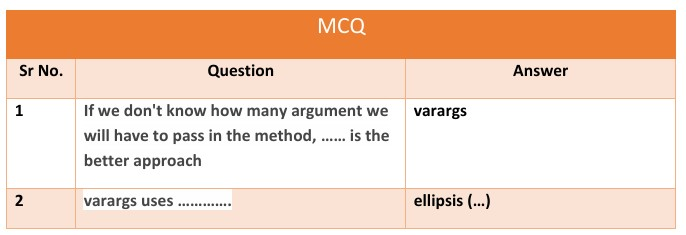 MCQ
Sr No. Question Answer
1 If we don't know how many argument we varargs
will have to pass in the method, ...... is the
better approach
2 varargs uses ............. ellipsis (...)